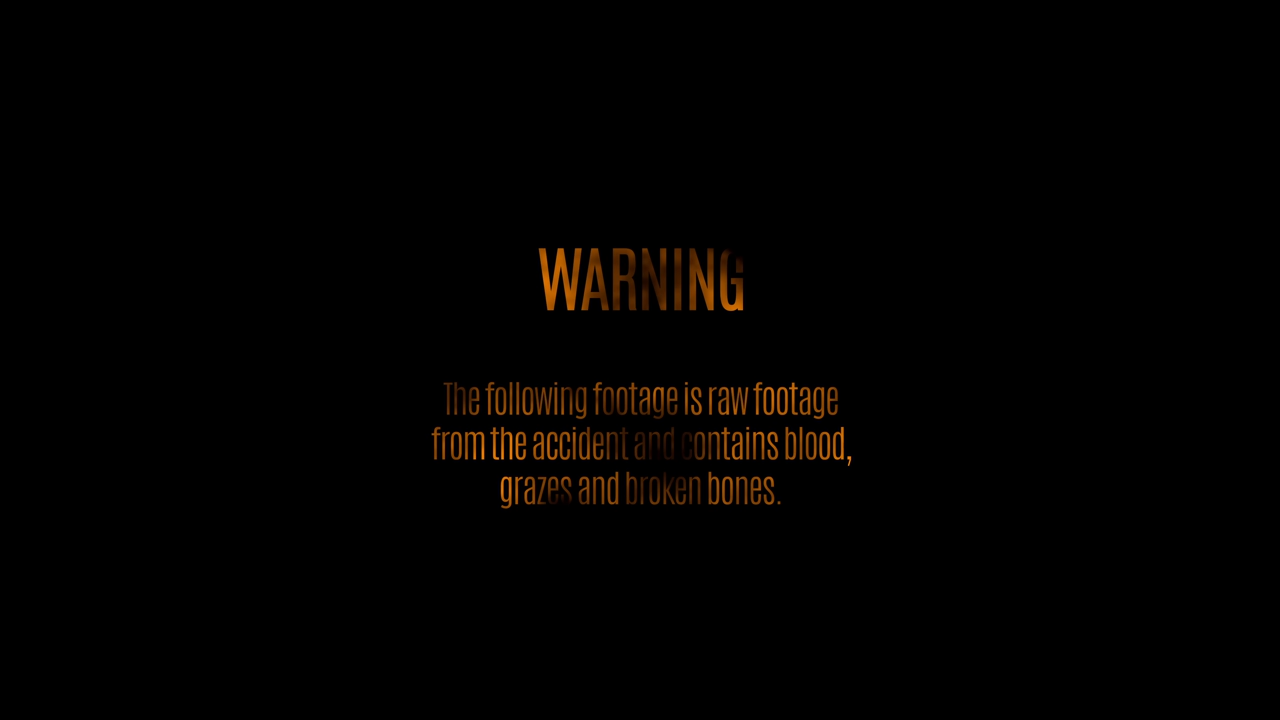 WARNING
The following footage is raw footage
from the accident and contains blood,
grazes and broken bones.